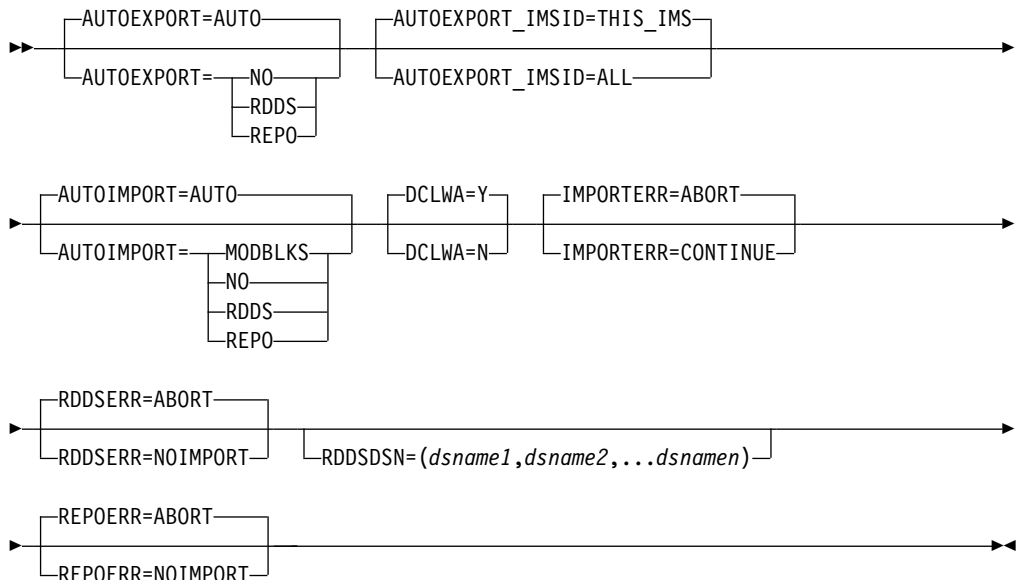 AUTOEXPORT=AUTO AUTOEXPORT_IMSID=THIS_IMS
AUTOEXPORT= NO AUTOEXPORT_IMSID=ALL
RDDS
REPO
AUTOIMPORT=AUTO DCLWA=Y IMPORTERR=ABORT
AUTOIMPORT= MODBLKS DCLWA=N IMPORTERR=CONTINUE
NO
RDDS
REPO
RDDSERR=ABORT
RDDSERR=NOIMPORT RDDSDSN=(dsname1,dsname2,...dsnamen)
REPOERR=ABORT
REPOERR=NOIMPORT